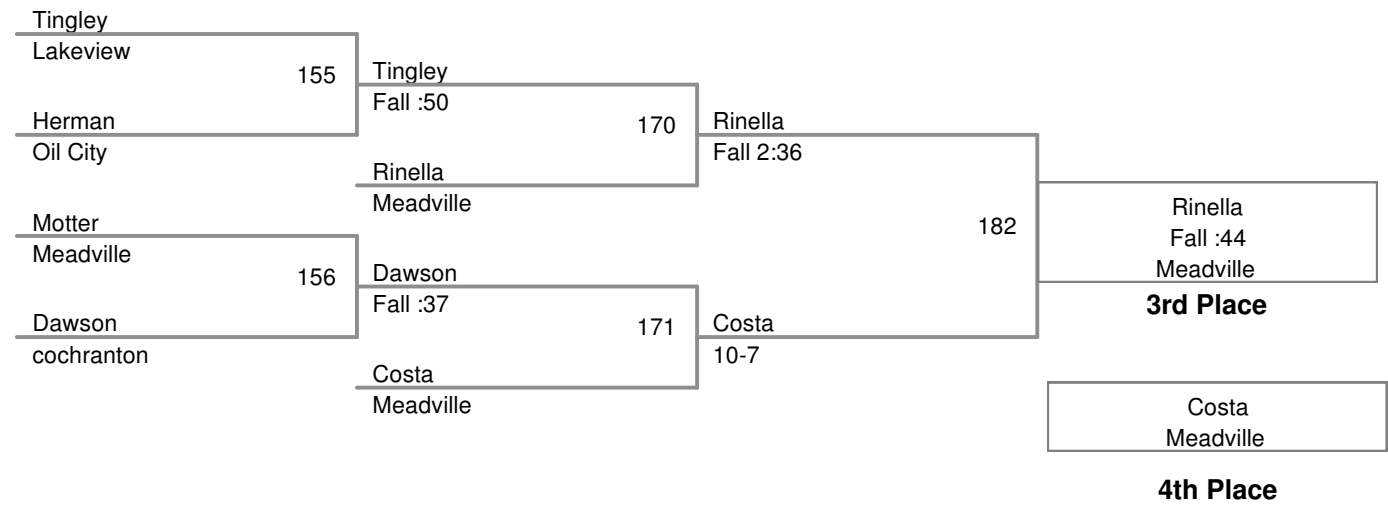 Tingley
Lakeview
155
Tingley
Fall :50
Herman
Oil City
170
Rinella
Fall 2:36
Rinella
Meadville
Motter
Meadville
156
Dawson
Fall :37
Dawson
cochranton
171
Costa
10-7
Costa
Meadville
182
Rinella
Fall :44
Meadville
3rd Place
Costa
Meadville
4th Place